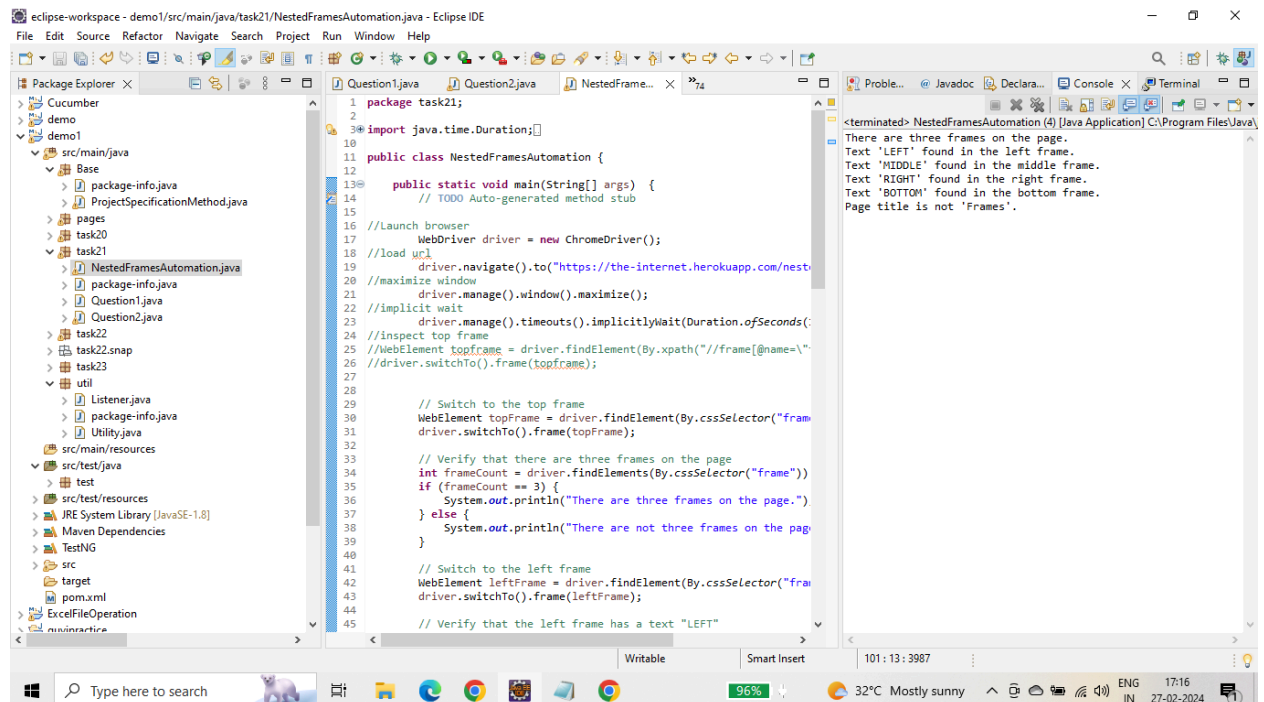 eclipse-workspace - demo1/src/main/java/task21/NestedFramesAutomation.java - Eclipse IDE
File Edit Source Refactor Navigate Search Project Run Window Help
Package Explorer
Cucumber
demo
demo1
src/main/java
Base
package-info.java
ProjectSpecificationMethod.java
pages
task20
task21
NestedFramesAutomation.java
package-info.java
Question1.java
Question2.java
task22
task22.snap
task23
util
Listener.java
package-info.java
Utility.java
src/main/resources
src/test/java
test
src/test/resources
JRE System Library [JavaSE-1.8]
Maven Dependencies
TestNG
src
target
pom.xml
ExcelFileOperation
guvipractice
Question1.java Question2.java NestedFrame... »74
1 package task21;
2
3 import java.time.Duration;
10
11 public class NestedFramesAutomation {
12
13 public static void main(String[] args) {
14 // TODO Auto-generated method stub
15
16 //Launch browser
17 WebDriver driver = new ChromeDriver();
18 //load url
19 driver.navigate().to("https://the-internet.herokuapp.com/nest
20 //maximize window
21 driver.manage().window().maximize();
22 //implicit wait
23 driver.manage().timeouts().implicitlyWait(Duration.ofSeconds(
24 //inspect top frame
25 //WebElement topframe = driver.findElement(By.xpath("//frame[@name=\"
26 //driver.switchTo().frame(topframe);
27
28
29 // Switch to the top frame
30 WebElement topFrame = driver.findElement(By.cssSelector("fram
31 driver.switchTo().frame(topFrame);
32
33 // Verify that there are three frames on the page
34 int frameCount = driver.findElements(By.cssSelector("frame"))
35 if (frameCount == 3) {
36 System.out.println("There are three frames on the page.")
37 } else {
38 System.out.println("There are not three frames on the pag
39 }
40
41 // Switch to the left frame
42 WebElement leftFrame = driver.findElement(By.cssSelector("fra
43 driver.switchTo().frame(leftFrame);
44
45 // Verify that the left frame has a text "LEFT"
Proble... @ Javadoc Declara... Console Terminal
<terminated> NestedFramesAutomation (4) [Java Application] C:\Program Files\Java\
There are three frames on the page.
Text 'LEFT' found in the left frame.
Text 'MIDDLE' found in the middle frame.
Text 'RIGHT' found in the right frame.
Text 'BOTTOM' found in the bottom frame.
Page title is not 'Frames'.
Writable Smart Insert 101 : 13 : 3987
Type here to search
96%
32°C Mostly sunny
ENG
IN
17:16
27-02-2024
1